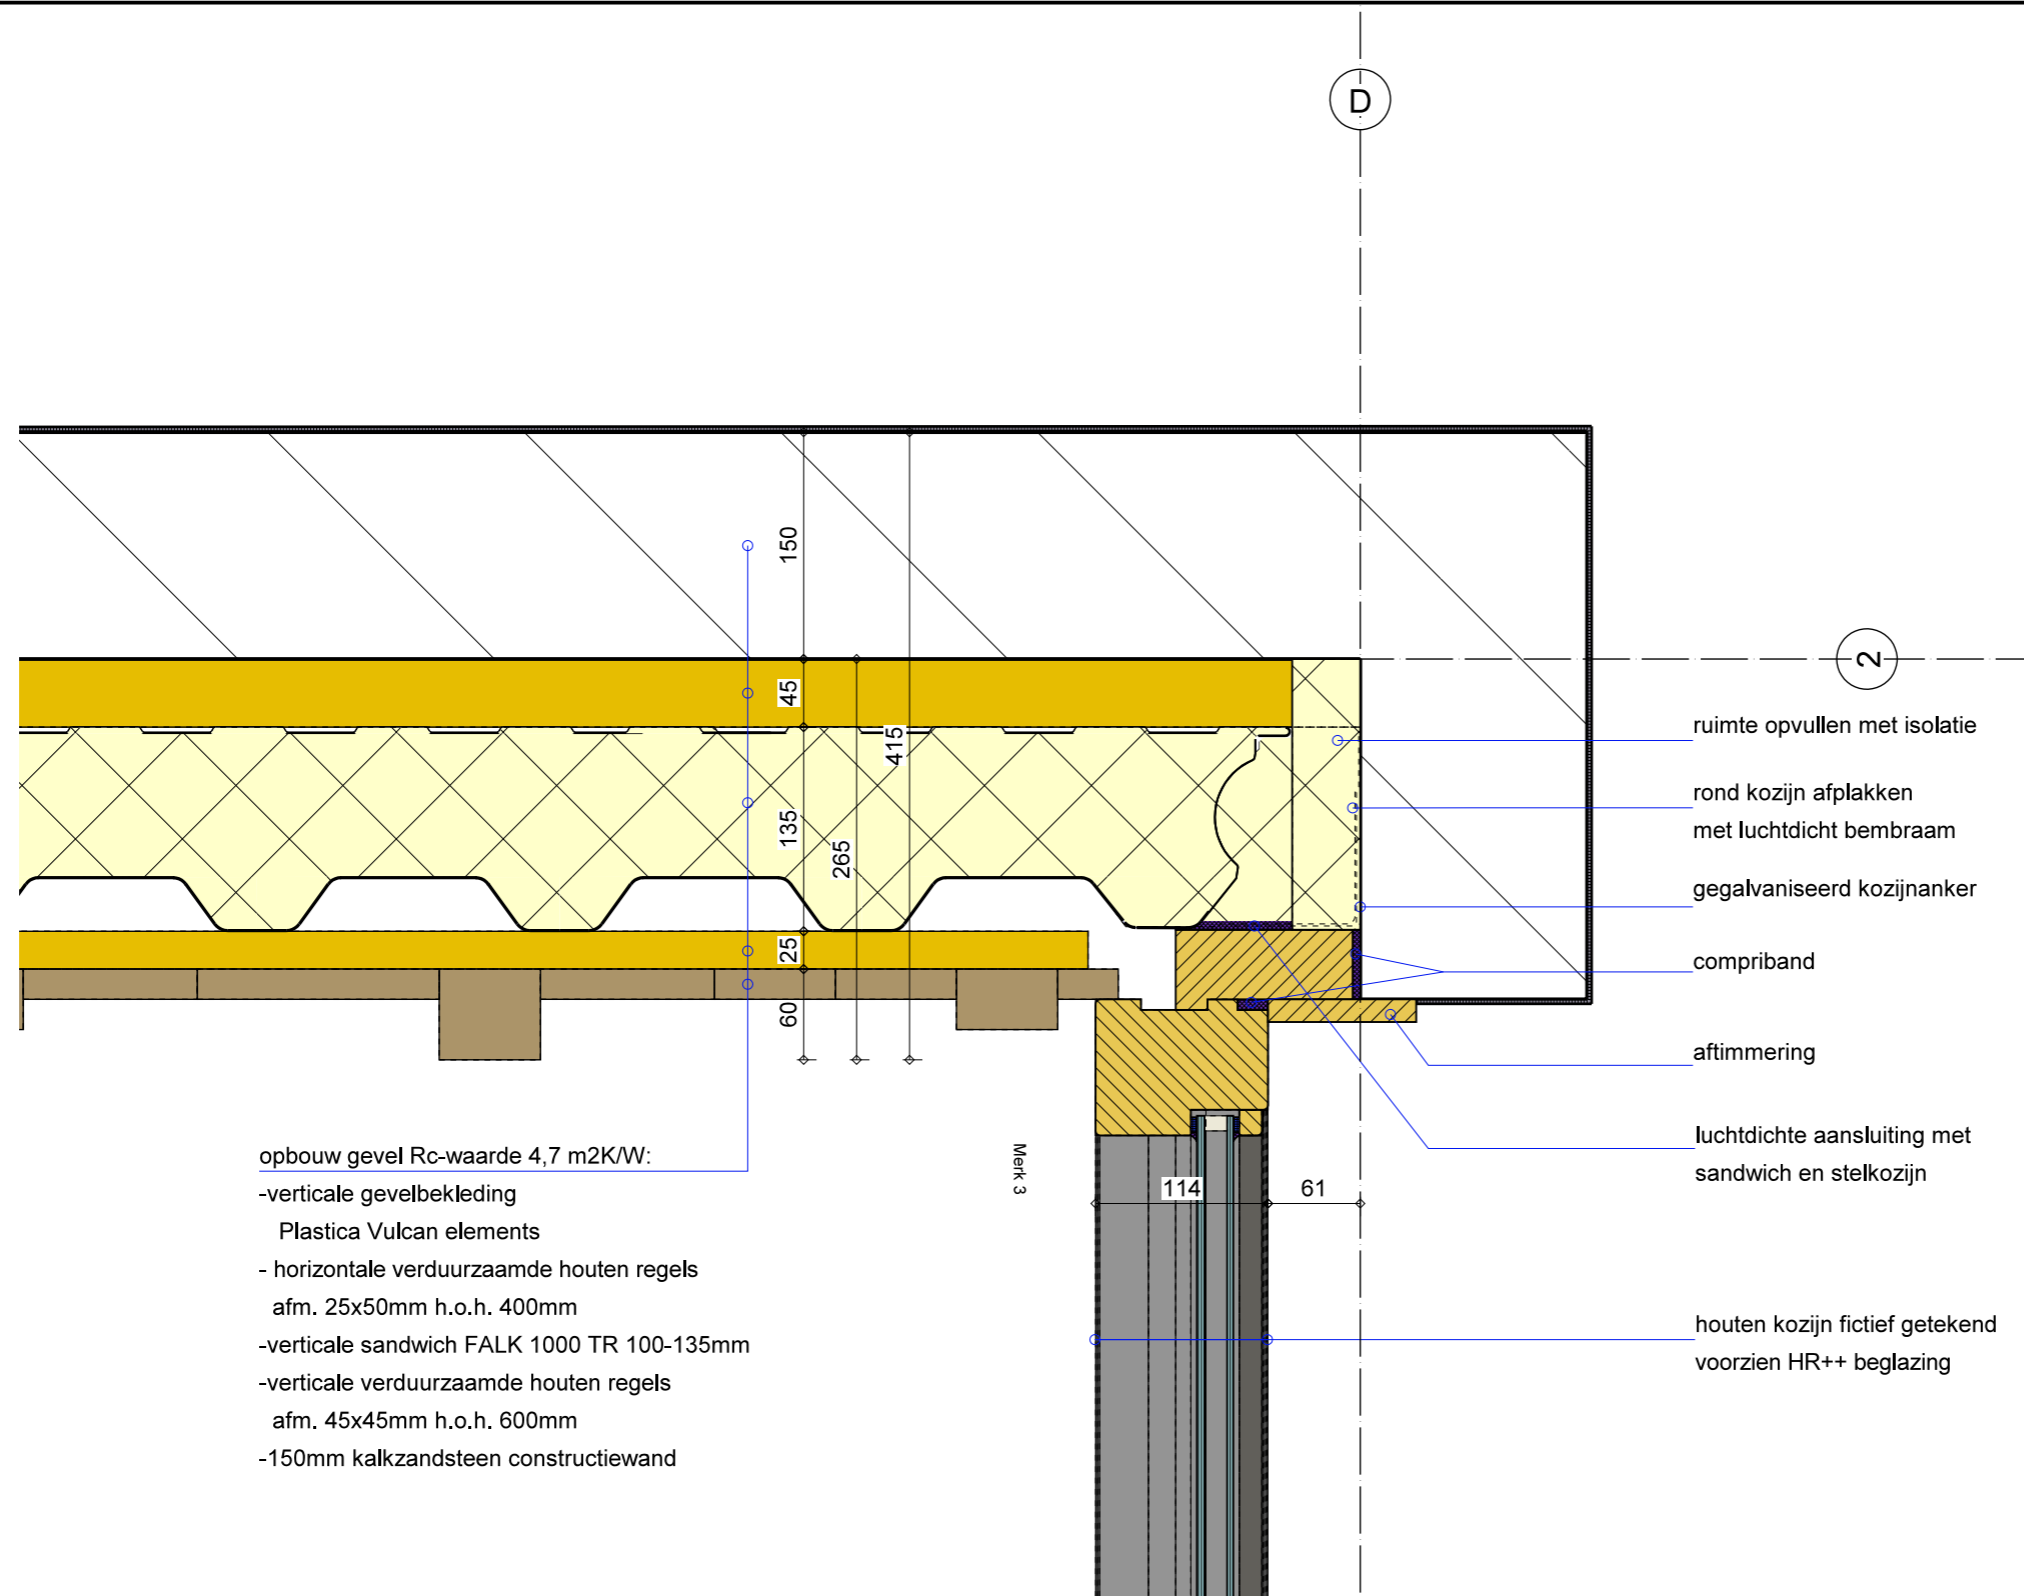 D
150
2
45
ruimte opvullen met isolatie
415
rond kozijn afplakken
met luchtdicht bembraam
135
265
gegalvaniseerd kozijnanker
25
compriband
60
aftimmering
luchtdichte aansluiting met
sandwich en stelkozijn
Merk 3
114
61
opbouw gevel Rc-waarde 4,7 m2K/W:
-verticale gevelbekleding
Plastica Vulcan elements
- horizontale verduurzaamde houten regels
afm. 25x50mm h.o.h. 400mm
-verticale sandwich FALK 1000 TR 100-135mm
-verticale verduurzaamde houten regels
afm. 45x45mm h.o.h. 600mm
-150mm kalkzandsteen constructiewand
houten kozijn fictief getekend
voorzien HR++ beglazing